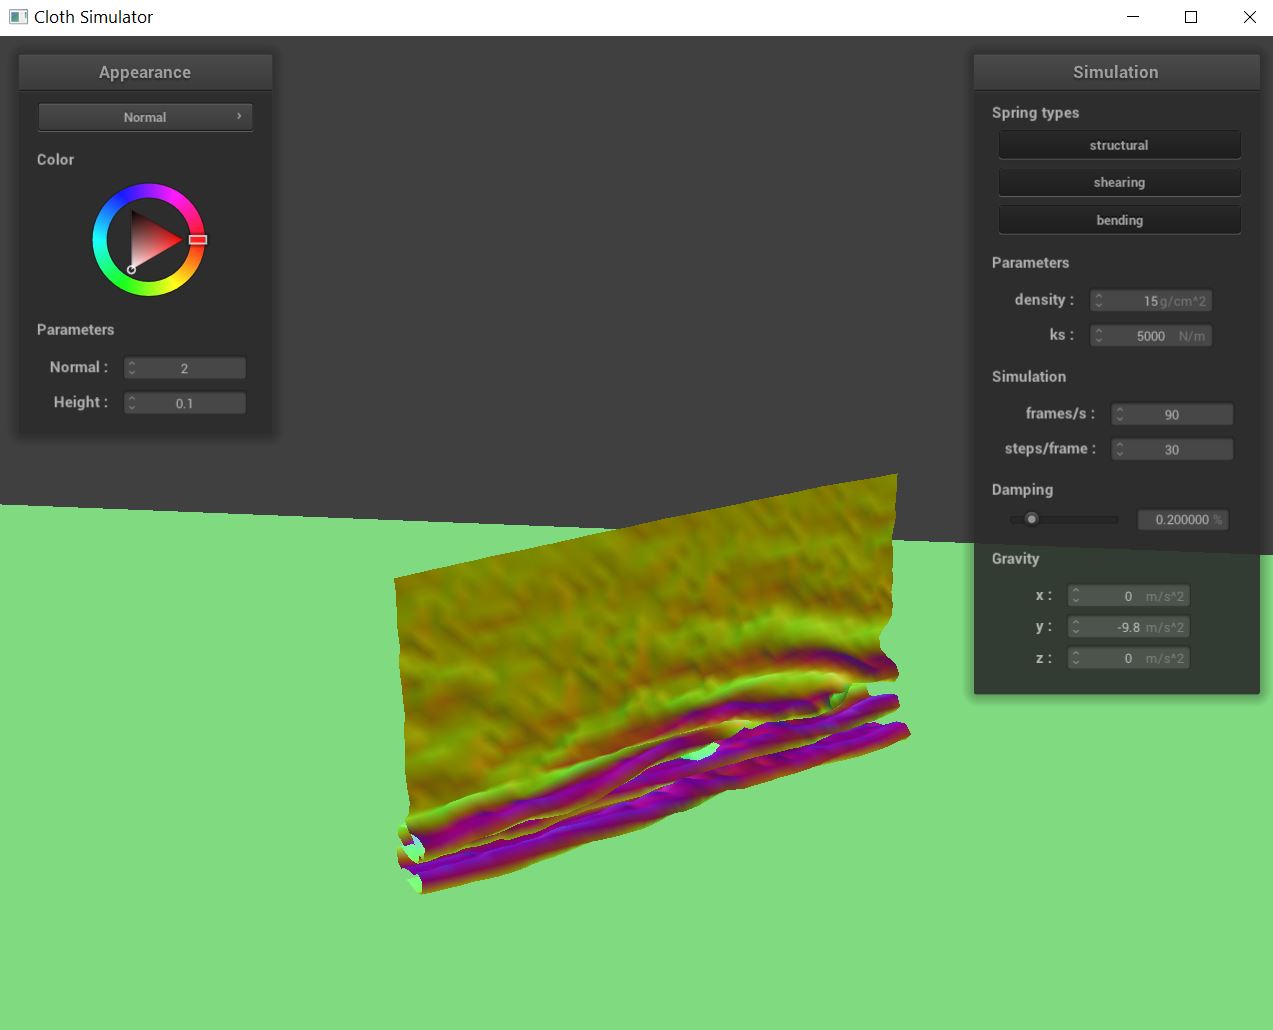 Cloth Simulator
Appearance
Normal
Color
Parameters
Normal : 2
Height : 0.1
Simulation
Spring types
structural
shearing
bending
Parameters
density : 15 g/cm^2
ks : 5000 N/m
Simulation
frames/s : 90
steps/frame : 30
Damping
0.200000 %
Gravity
x : 0 m/s^2
y : -9.8 m/s^2
z : 0 m/s^2